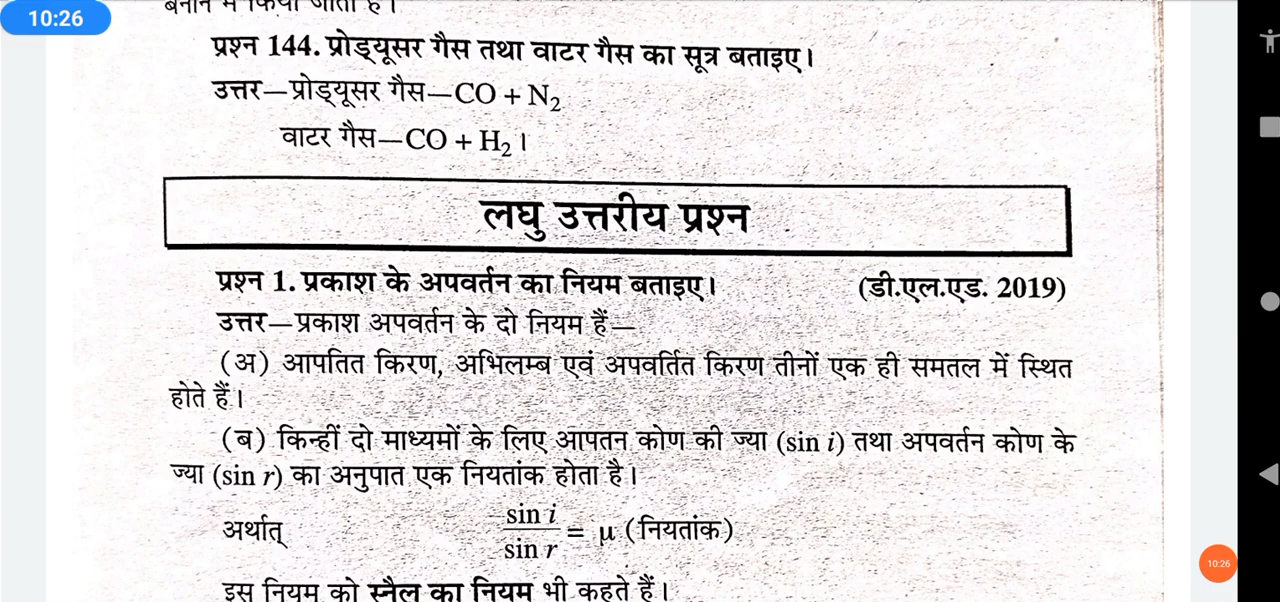 10:26
बनाने में किया जाता है।
प्रश्न 144. प्रोड्यूसर गैस तथा वाटर गैस का सूत्र बताइए।
उत्तर—प्रोड्यूसर गैस—CO + N₂
वाटर गैस—CO + H₂।
लघु उत्तरीय प्रश्न
प्रश्न 1. प्रकाश के अपवर्तन का नियम बताइए। (डी.एल.एड. 2019)
उत्तर—प्रकाश अपवर्तन के दो नियम हैं—
(अ) आपतित किरण, अभिलम्ब एवं अपवर्तित किरण तीनों एक ही समतल में स्थित
होते हैं।
(ब) किन्हीं दो माध्यमों के लिए आपतन कोण की ज्या (sin i) तथा अपवर्तन कोण के
ज्या (sin r) का अनुपात एक नियतांक होता है।
अर्थात् sin i / sin r = μ (नियतांक)
इस नियम को स्नैल का नियम भी कहते हैं।
10:26